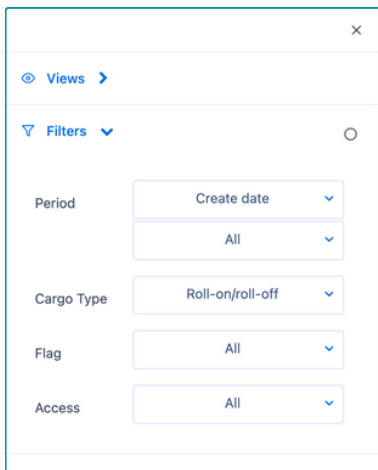 Views
Filters
Period
Create date
All
Cargo Type
Roll-on/roll-off
Flag
All
Access
All